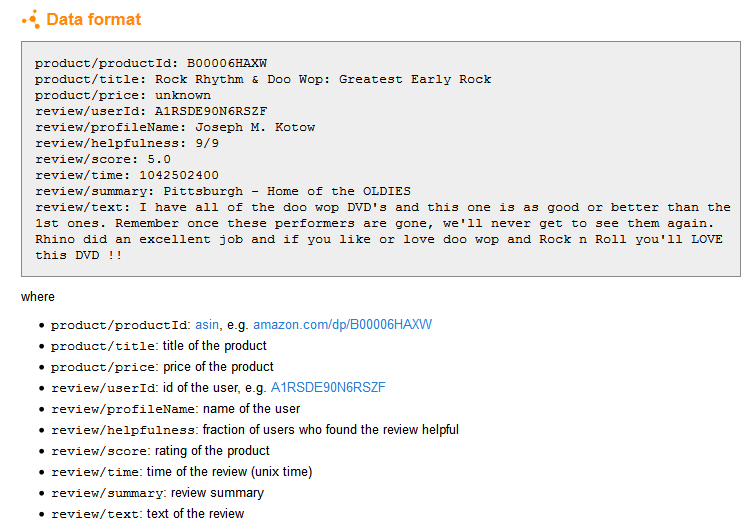 Data format
product/productId: B00006HAXW
product/title: Rock Rhythm & Doo Wop: Greatest Early Rock
product/price: unknown
review/userId: A1RSDE90N6RSZF
review/profileName: Joseph M. Kotow
review/helpfulness: 9/9
review/score: 5.0
review/time: 1042502400
review/summary: Pittsburgh - Home of the OLDIES
review/text: I have all of the doo wop DVD's and this one is as good or better than the
1st ones. Remember once these performers are gone, we'll never get to see them again.
Rhino did an excellent job and if you like or love doo wop and Rock n Roll you'll LOVE
this DVD !!
where
• product/productId: asin, e.g. amazon.com/dp/B00006HAXW
• product/title: title of the product
• product/price: price of the product
• review/userId: id of the user, e.g. A1RSDE90N6RSZF
• review/profileName: name of the user
• review/helpfulness: fraction of users who found the review helpful
• review/score: rating of the product
• review/time: time of the review (unix time)
• review/summary: review summary
• review/text: text of the review